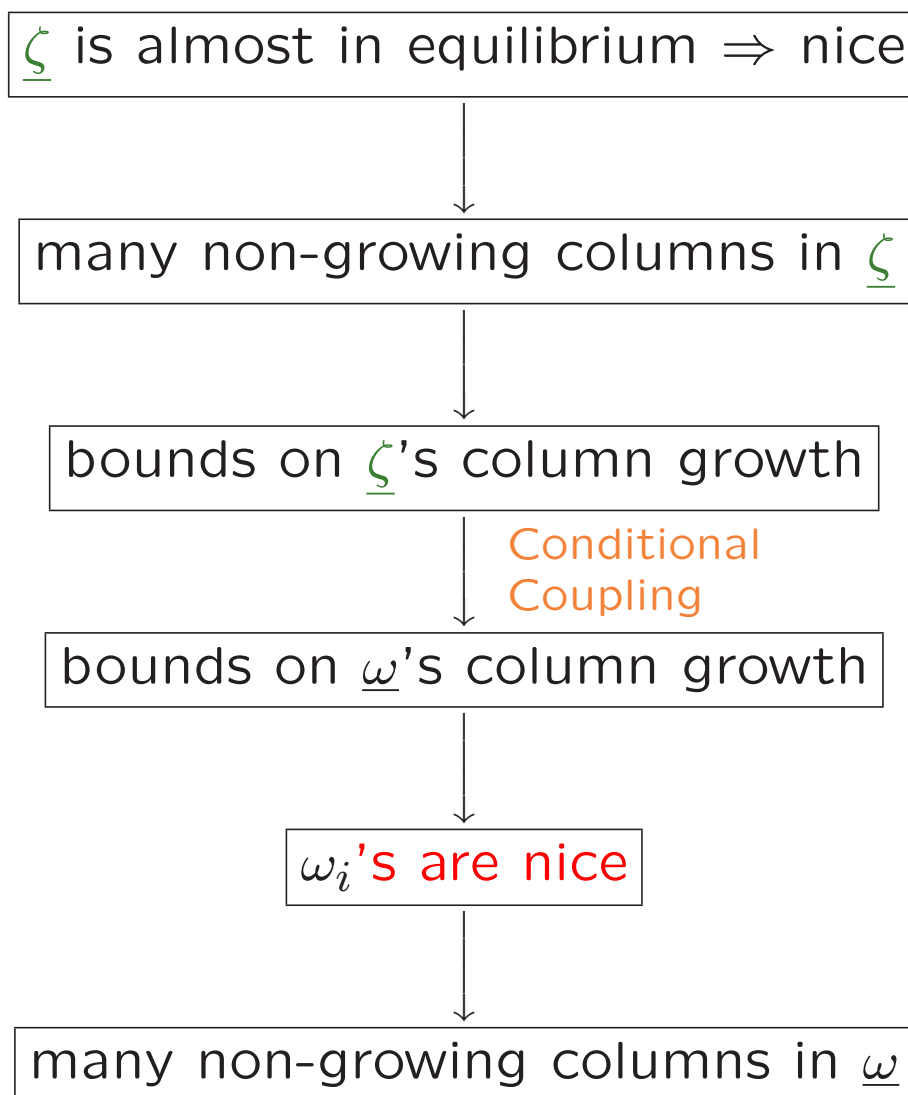 ζ is almost in equilibrium ⇒ nice
many non-growing columns in ζ
bounds on ζ's column growth
Conditional
Coupling
bounds on ω's column growth
ωᵢ's are nice
many non-growing columns in ω